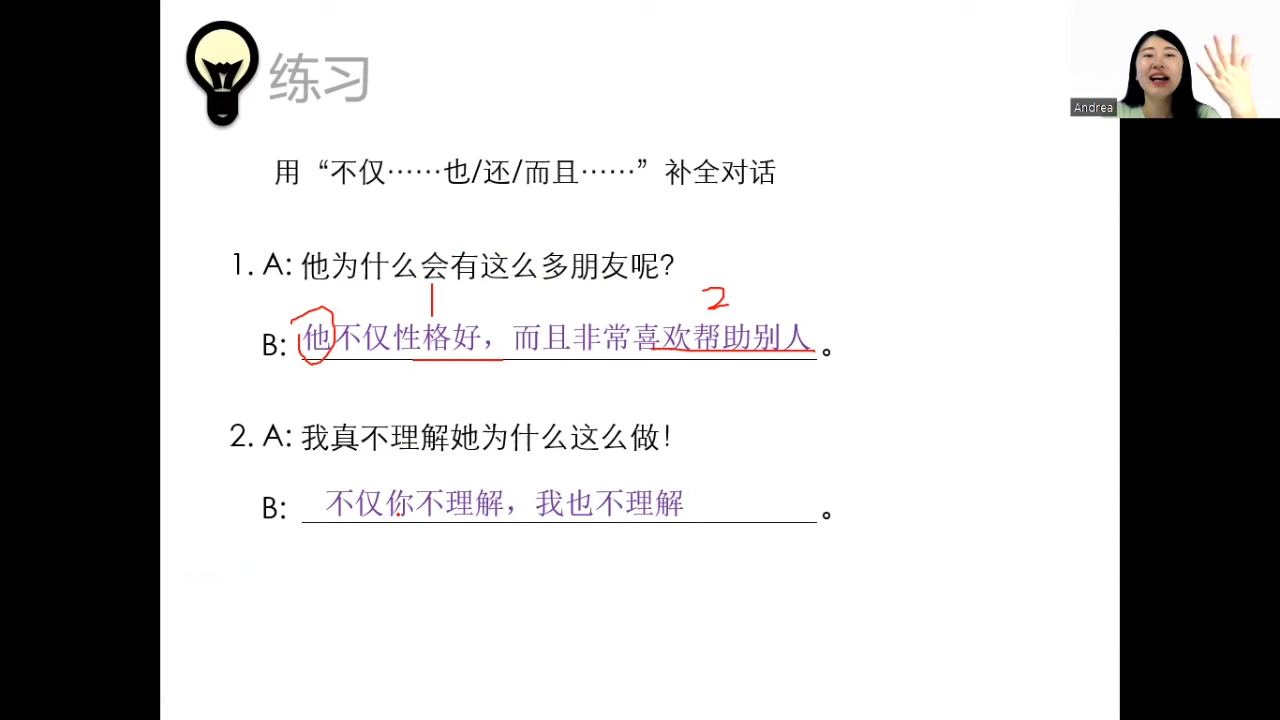 练习
Andrea
用“不仅……也/还/而且……”补全对话
1. A: 他为什么会有这么多朋友呢?
1 2
B: 他不仅性格好，而且非常喜欢帮助别人。
2. A: 我真不理解她为什么这么做!
B: 不仅你不理解，我也不理解。